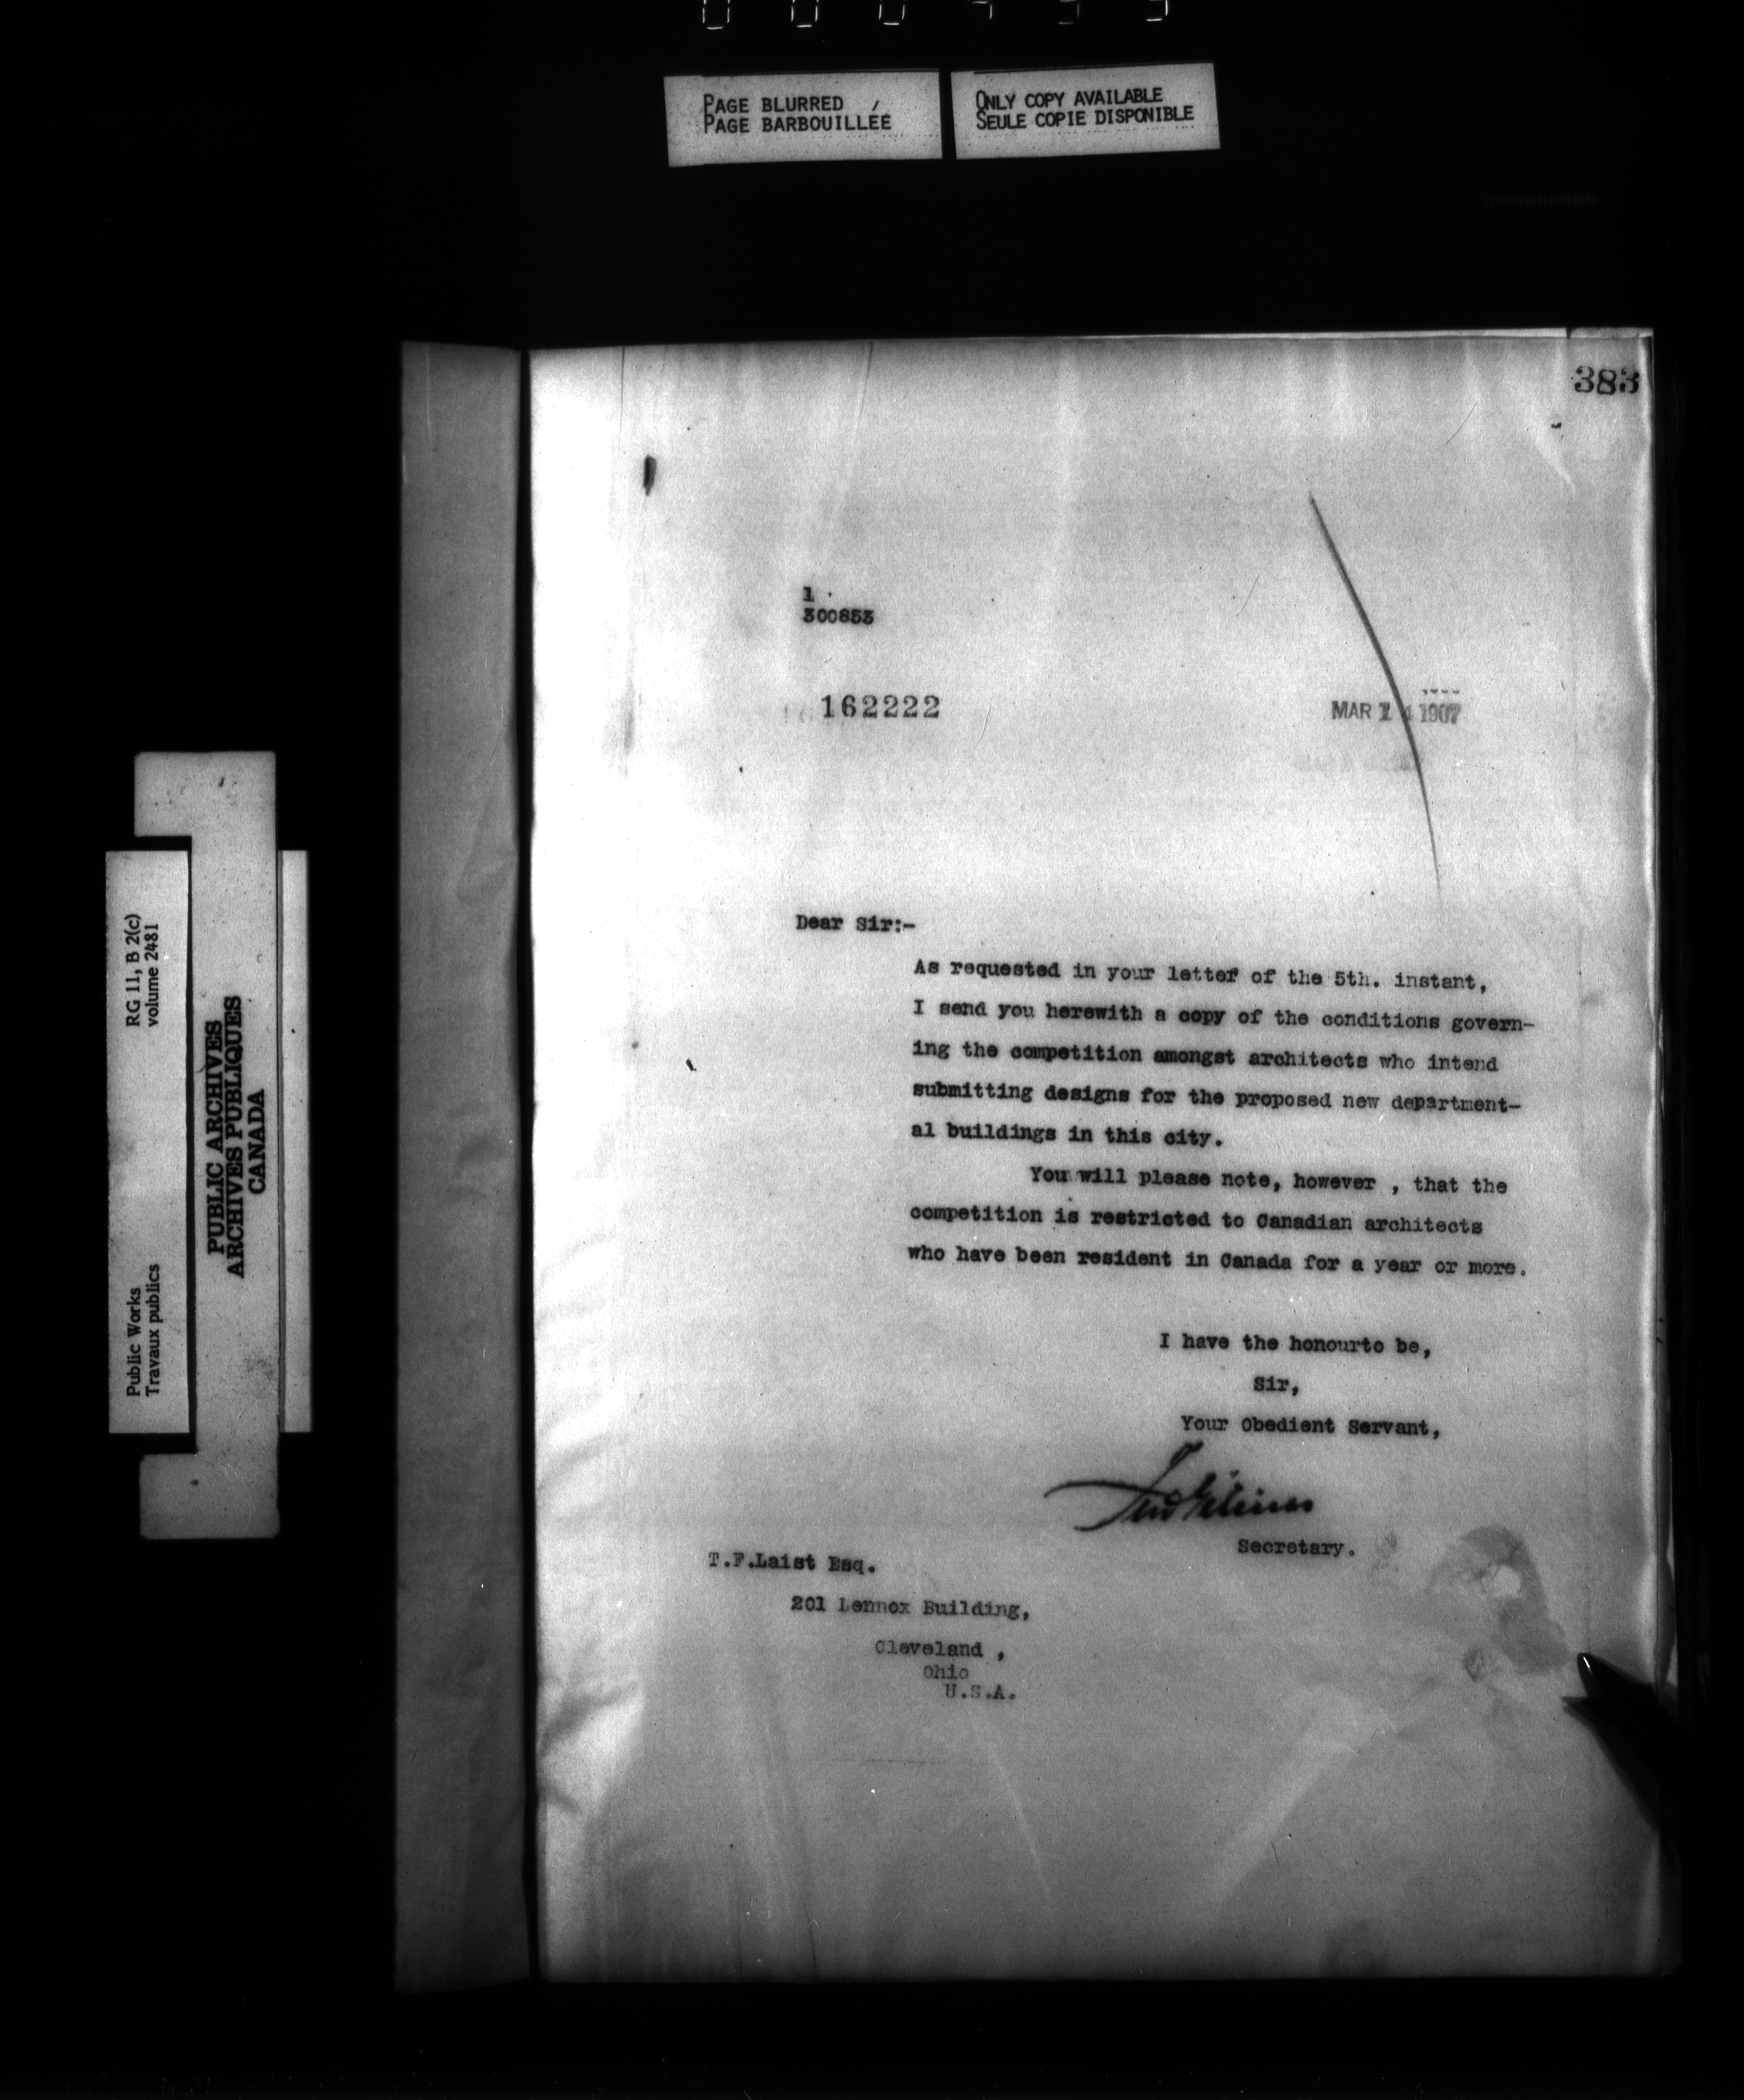 PAGE BLURRED
PAGE BARBOUILLÉE
ONLY COPY AVAILABLE
SEULE COPIE DISPONIBLE
383
1
300853
162222
MAR 1 1907
Dear Sir:-
As requested in your letter of the 5th. instant,
I send you herewith a copy of the conditions govern-
ing the competition amongst architects who intend
submitting designs for the proposed new department-
al buildings in this city.
You will please note, however , that the
competition is restricted to Canadian architects
who have been resident in Canada for a year or more.
I have the honourto be,
Sir,
Your Obedient Servant,
Secretary.
T.F.Laist Esq.
201 Lennox Building,
Cleveland ,
Ohio
U.S.A.
RG 11, B 2(c)
volume 2481
Public Works
Travaux publics
PUBLIC ARCHIVES
ARCHIVES PUBLIQUES
CANADA